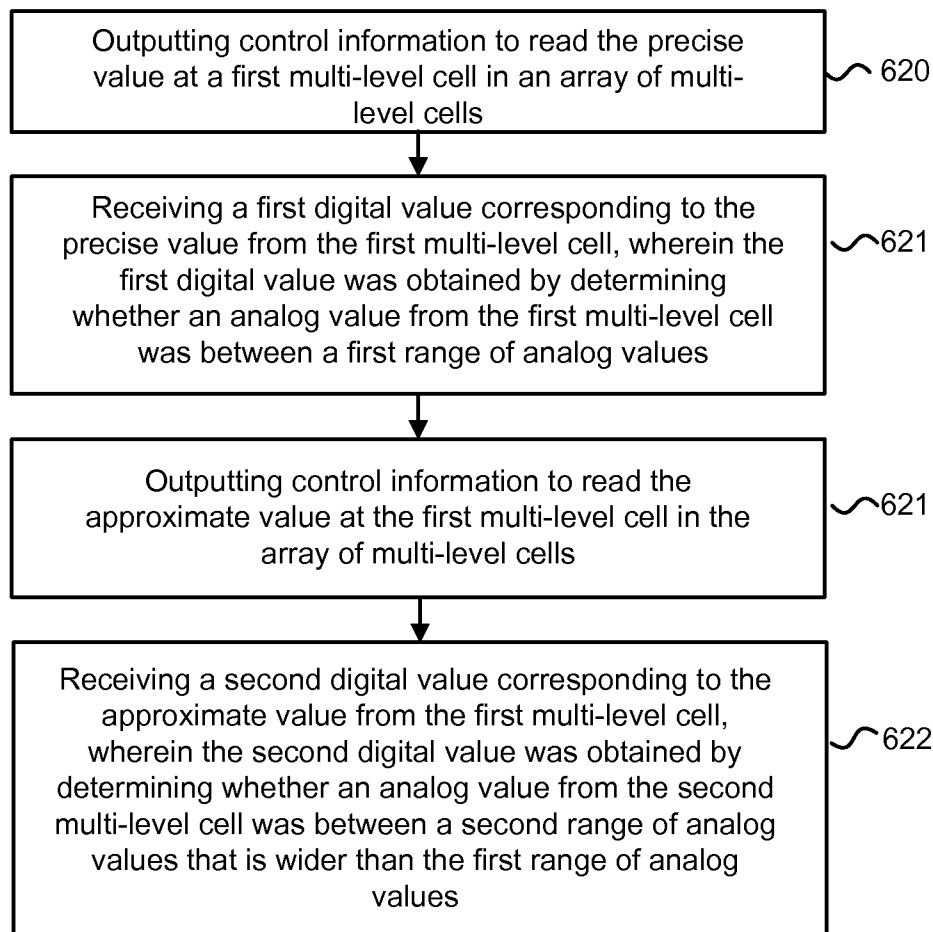 Outputting control information to read the precise
value at a first multi-level cell in an array of multi-
level cells
620
Receiving a first digital value corresponding to the
precise value from the first multi-level cell, wherein the
first digital value was obtained by determining
whether an analog value from the first multi-level cell
was between a first range of analog values
621
Outputting control information to read the
approximate value at the first multi-level cell in the
array of multi-level cells
621
Receiving a second digital value corresponding to the
approximate value from the first multi-level cell,
wherein the second digital value was obtained by
determining whether an analog value from the second
multi-level cell was between a second range of analog
values that is wider than the first range of analog
values
622